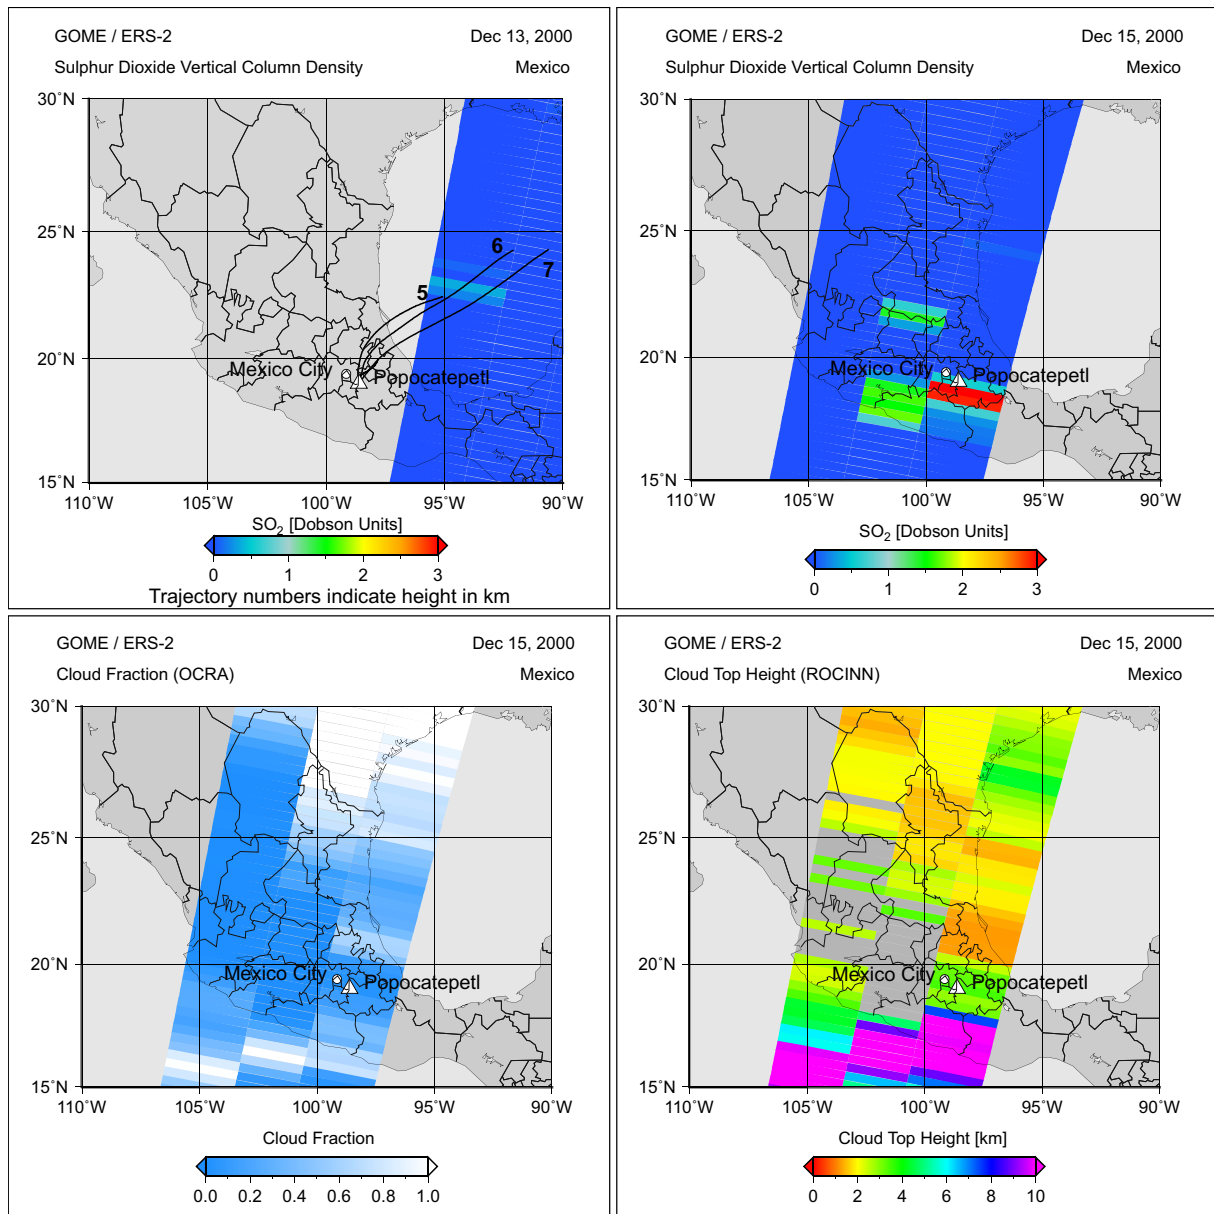 GOME / ERS-2 Dec 13, 2000
Sulphur Dioxide Vertical Column Density Mexico
30˚N
25˚N
6
7
5
20˚N
Mexico City
Popocatepetl
15˚N
110˚W 105˚W 100˚W 95˚W 90˚W
SO2 [Dobson Units]
0 1 2 3
Trajectory numbers indicate height in km
GOME / ERS-2 Dec 15, 2000
Sulphur Dioxide Vertical Column Density Mexico
30˚N
25˚N
20˚N
Mexico City
Popocatepetl
15˚N
110˚W 105˚W 100˚W 95˚W 90˚W
SO2 [Dobson Units]
0 1 2 3
GOME / ERS-2 Dec 15, 2000
Cloud Fraction (OCRA) Mexico
30˚N
25˚N
20˚N
Mexico City
Popocatepetl
15˚N
110˚W 105˚W 100˚W 95˚W 90˚W
Cloud Fraction
0.0 0.2 0.4 0.6 0.8 1.0
GOME / ERS-2 Dec 15, 2000
Cloud Top Height (ROCINN) Mexico
30˚N
25˚N
20˚N
Mexico City
Popocatepetl
15˚N
110˚W 105˚W 100˚W 95˚W 90˚W
Cloud Top Height [km]
0 2 4 6 8 10